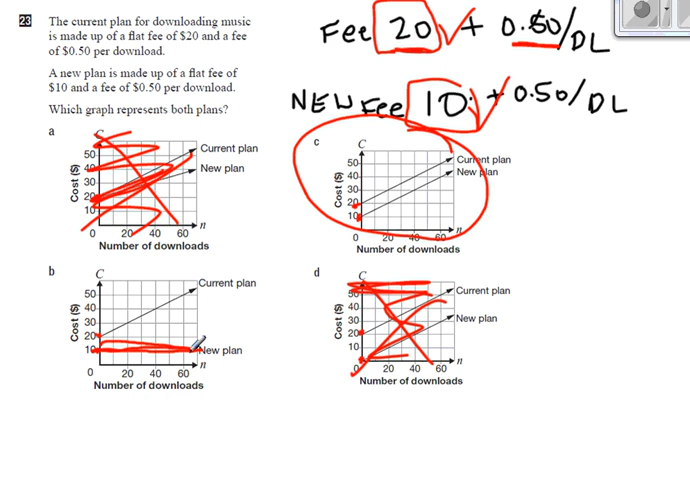 23 The current plan for downloading music
is made up of a flat fee of $20 and a fee
of $0.50 per download.
A new plan is made up of a flat fee of
$10 and a fee of $0.50 per download.
Which graph represents both plans?
Fee 20 + 0.50/DL
NEW Fee 10 + 0.50/DL
a
C
50
40
30
20
10
0 20 40 60
n
Cost ($)
Current plan
New plan
Number of downloads
c
C
50
40
30
20
10
0 20 40 60
n
Cost ($)
Current plan
New plan
Number of downloads
b
C
50
40
30
20
10
0 20 40 60
n
Cost ($)
Current plan
New plan
Number of downloads
d
C
50
40
30
20
10
0 20 40 60
n
Cost ($)
Current plan
New plan
Number of downloads